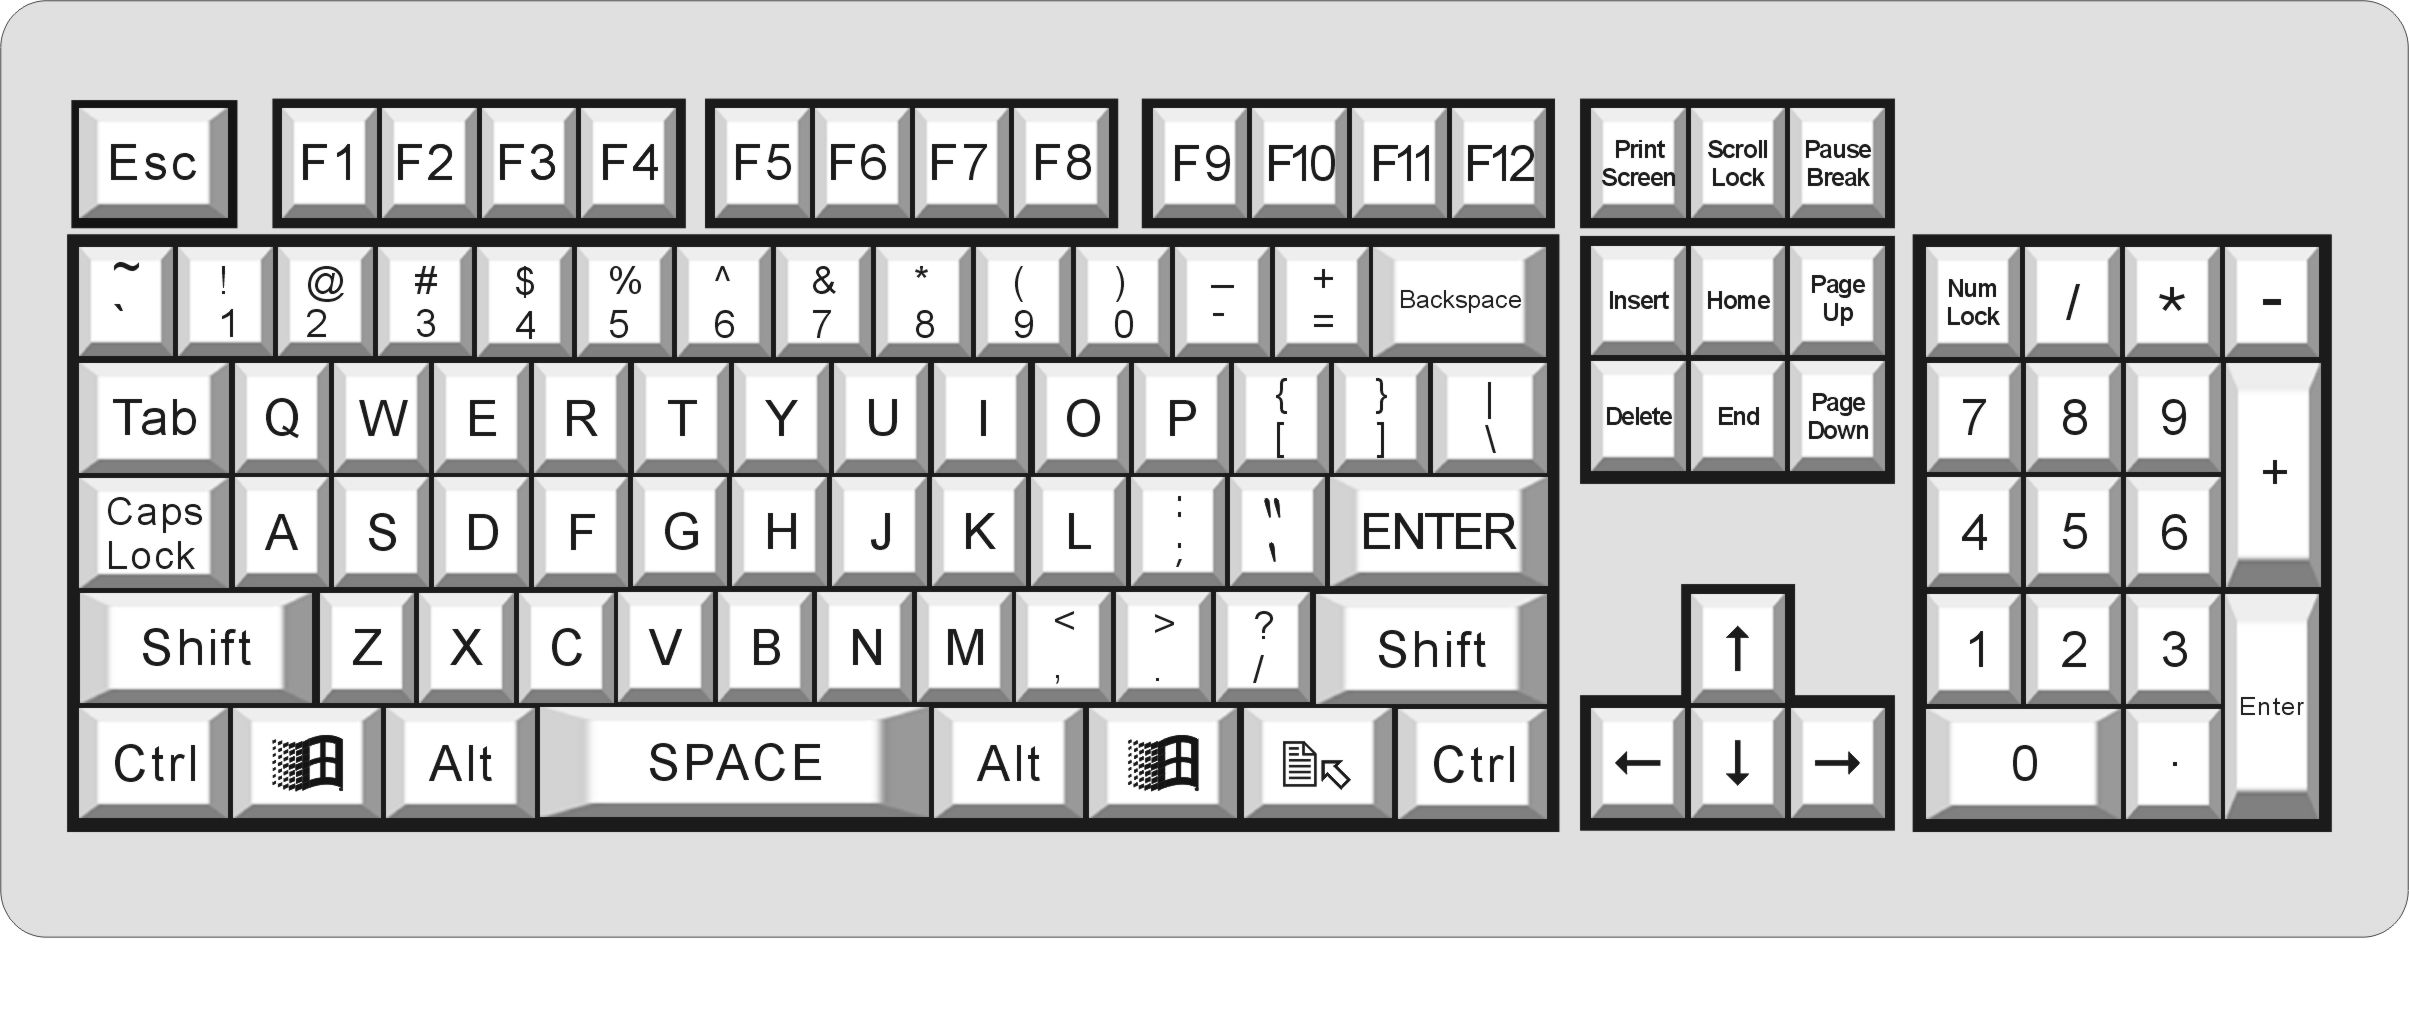 Esc F1 F2 F3 F4 F5 F6 F7 F8 F9 F10 F11 F12 Print Screen Scroll Lock Pause Break
~ ` ! 1 @ 2 # 3 $ 4 % 5 ^ 6 & 7 * 8 ( 9 ) 0 _ - + = Backspace Insert Home Page Up Num Lock / * -
Tab Q W E R T Y U I O P { [ } ] | \ Delete End Page Down 7 8 9 +
Caps Lock A S D F G H J K L : ; " ' ENTER 4 5 6
Shift Z X C V B N M < , > . ? / Shift ↑ 1 2 3 Enter
Ctrl Alt SPACE Alt Ctrl ← ↓ → 0 .